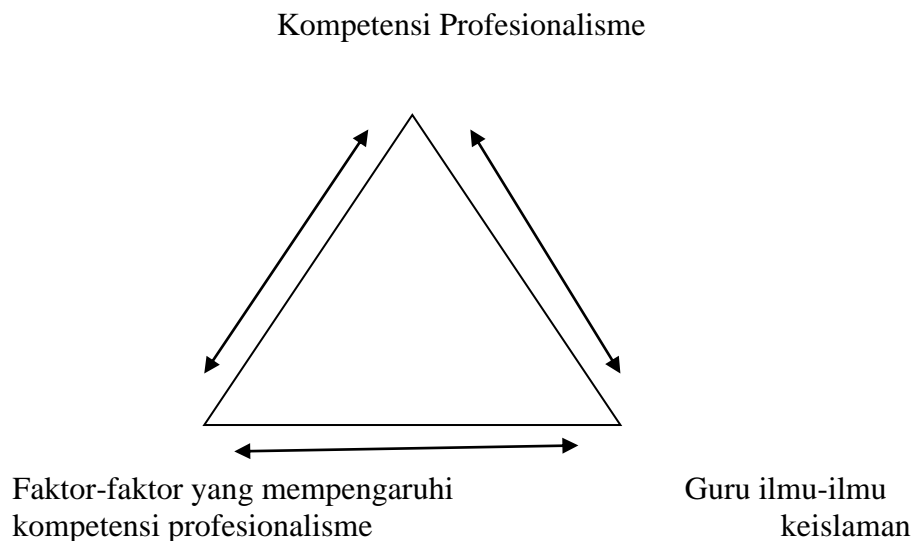 Kompetensi Profesionalisme
Faktor-faktor yang mempengaruhi
kompetensi profesionalisme
Guru ilmu-ilmu
keislaman